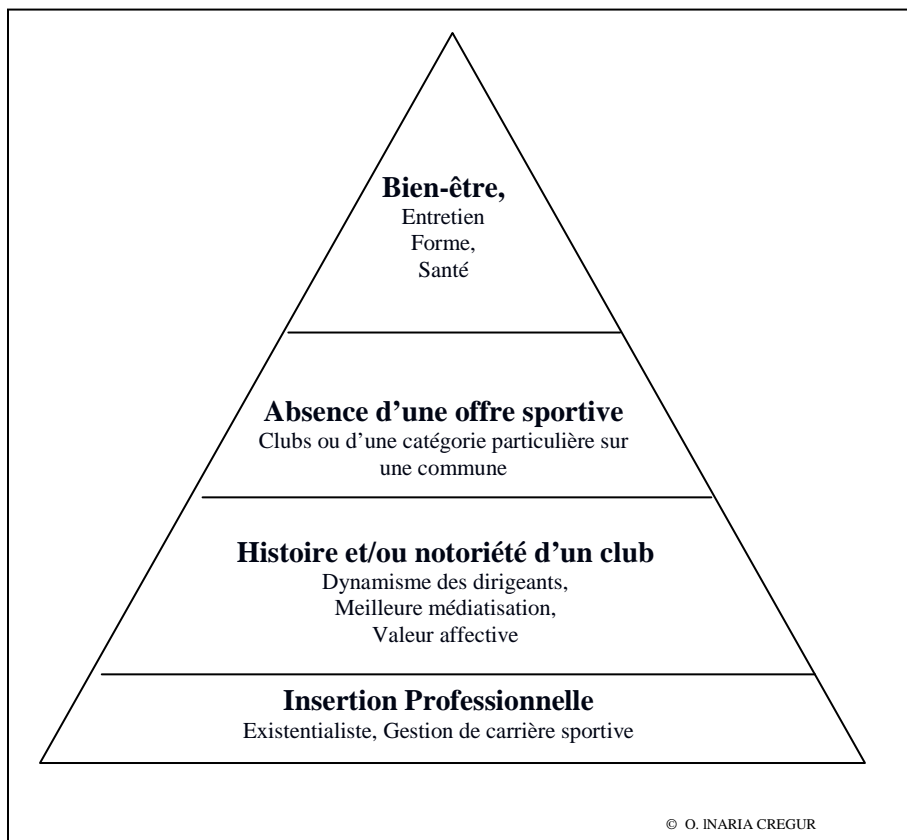 Bien-être,
Entretien
Forme,
Santé
Absence d’une offre sportive
Clubs ou d’une catégorie particulière sur
une commune
Histoire et/ou notoriété d’un club
Dynamisme des dirigeants,
Meilleure médiatisation,
Valeur affective
Insertion Professionnelle
Existentialiste, Gestion de carrière sportive
© O. lNARIA CREGUR